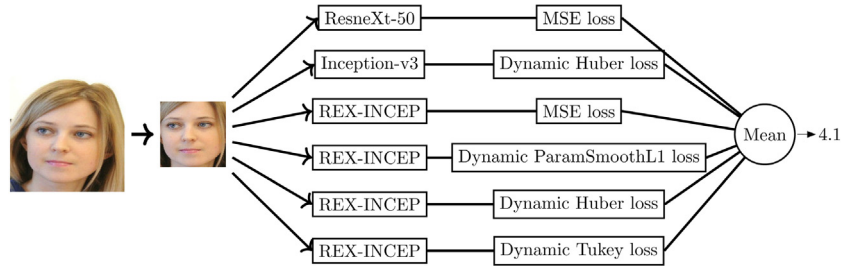 ResneXt-50 MSE loss
Inception-v3 Dynamic Huber loss
REX-INCEP MSE loss
Mean 4.1
REX-INCEP Dynamic ParamSmoothL1 loss
REX-INCEP Dynamic Huber loss
REX-INCEP Dynamic Tukey loss